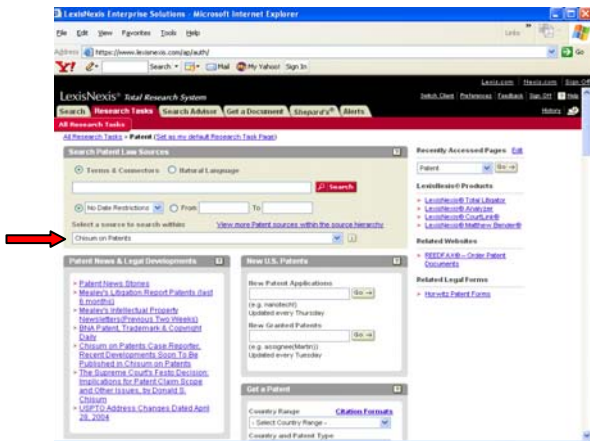 LexisNexis Enterprise Solutions - Microsoft Internet Explorer
File Edit View Favorites Tools Help
Links
Address https://www.lexisnexis.com/ap/auth/
Go
Y! Search Mail My Yahoo! Sign In
Lexis.com | Nexis.com | Sign Off
LexisNexis® Total Research System
Switch Client | Preferences | Feedback | Sign Off | Help
Search Research Tasks Search Advisor Get a Document Shepard's® Alerts
History
All Research Tasks
All Research Tasks > Patent (Set as my default Research Task Page)
Search Patent Law Sources
Terms & Connectors Natural Language
Search
No Date Restrictions From To
Select a source to search within View more Patent sources within the source hierarchy
Chisum on Patents
Patent News & Legal Developments
Patent News Stories
Mealey's Litigation Report Patents (last
6 months)
Mealey's Intellectual Property
Newsletters(Previous Two Weeks)
BNA Patent, Trademark & Copyright
Daily
Chisum on Patents Case Reporter,
Recent Developments Soon To Be
Published in Chisum on Patents
The Supreme Court's Festo Decision:
Implications for Patent Claim Scope
and Other Issues, by Donald S.
Chisum
USPTO Address Changes Dated April
28, 2004
New U.S. Patents
New Patent Applications
Go
(e.g. nanotech!)
Updated every Thursday
New Granted Patents
Go
(e.g. assignee(Martin))
Updated every Tuesday
Get a Patent
Country Range Citation Formats
- Select Country Range -
Country and Patent Type
Recently Accessed Pages Edit
Patent Go
LexisNexis® Products
LexisNexis® Total Litigator
LexisNexis® Analyzer
LexisNexis® CourtLink®
LexisNexis® Matthew Bender®
Related Websites
REEDFAX® – Order Patent
Documents
Related Legal Forms
Horwitz Patent Forms